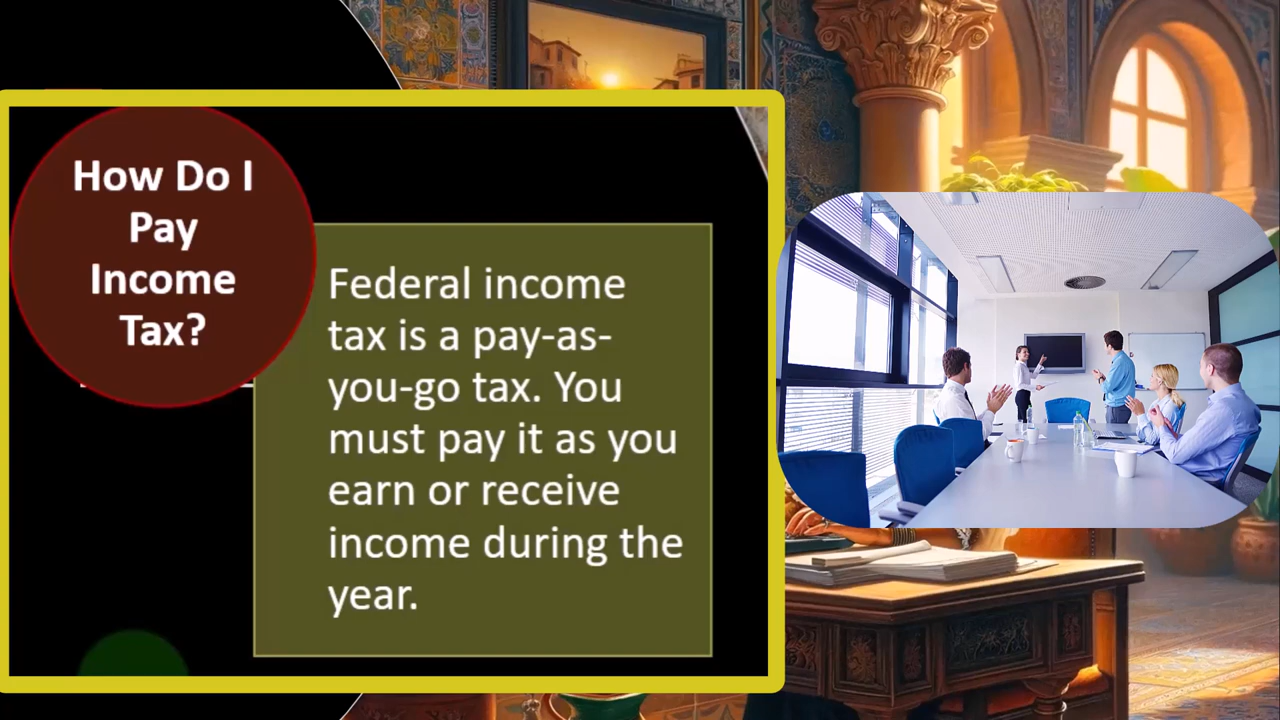 How Do I
Pay
Income
Tax?
Federal income
tax is a pay-as-
you-go tax. You
must pay it as you
earn or receive
income during the
year.